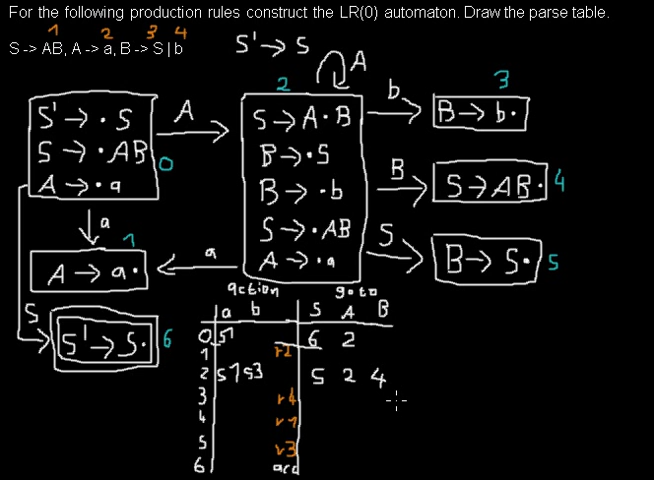 For the following production rules construct the LR(0) automaton. Draw the parse table.
1 2 3 4
S -> AB, A -> a, B -> S | b
S' → S
A
2
3
S' → · S
S → · AB
A → · a
0
A
S → A · B
B → · S
B → · b
S → · AB
A → · a
b
B → b ·
B
S → AB ·
4
S
B → S ·
5
a
A → a ·
1
a
S
S' → S ·
6
action goto
a b S A B
0 s1 6 2
1 r2
2 s1 s3 5 2 4
3 r4
4 r1
5 r3
6 acc